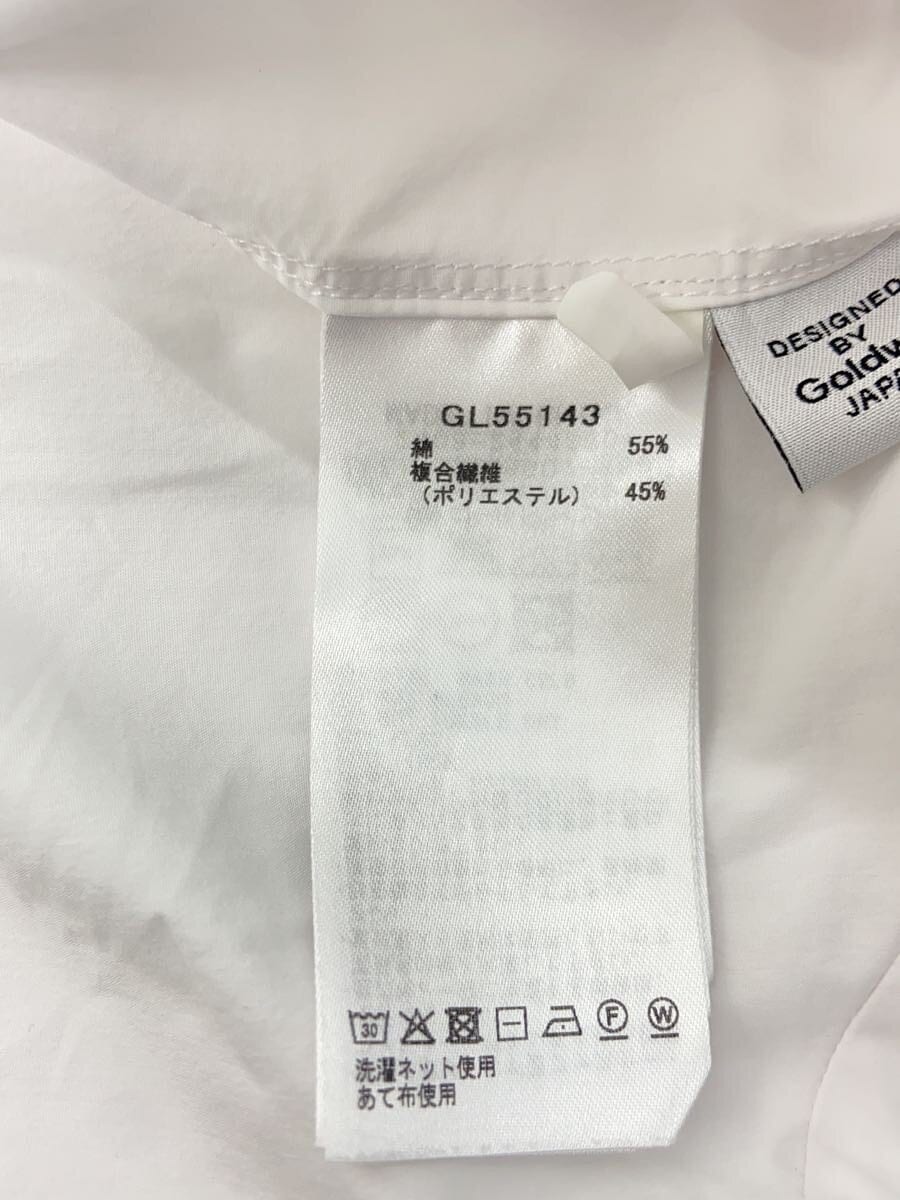 GL55143
綿 55%
複合繊維
(ポリエステル) 45%
30
F
W
洗濯ネット使用
あて布使用
DESIGNED
BY
JAPA